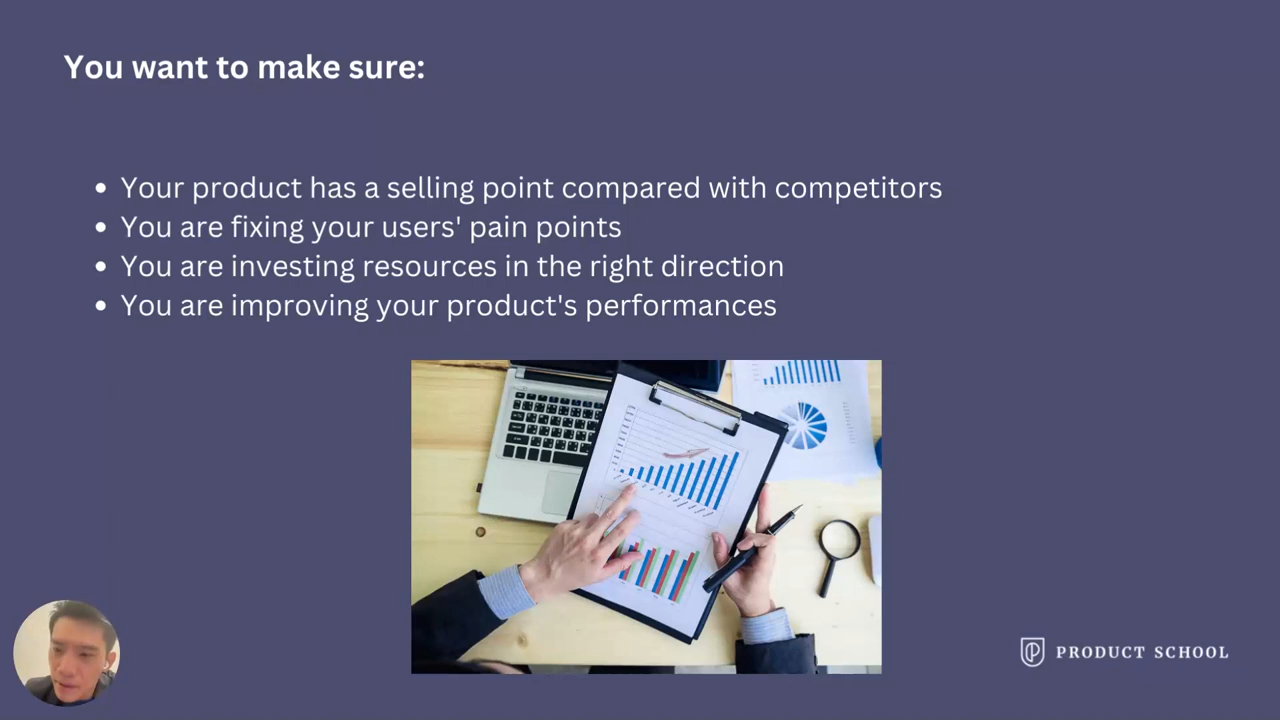 You want to make sure:
• Your product has a selling point compared with competitors
• You are fixing your users' pain points
• You are investing resources in the right direction
• You are improving your product's performances
PRODUCT SCHOOL